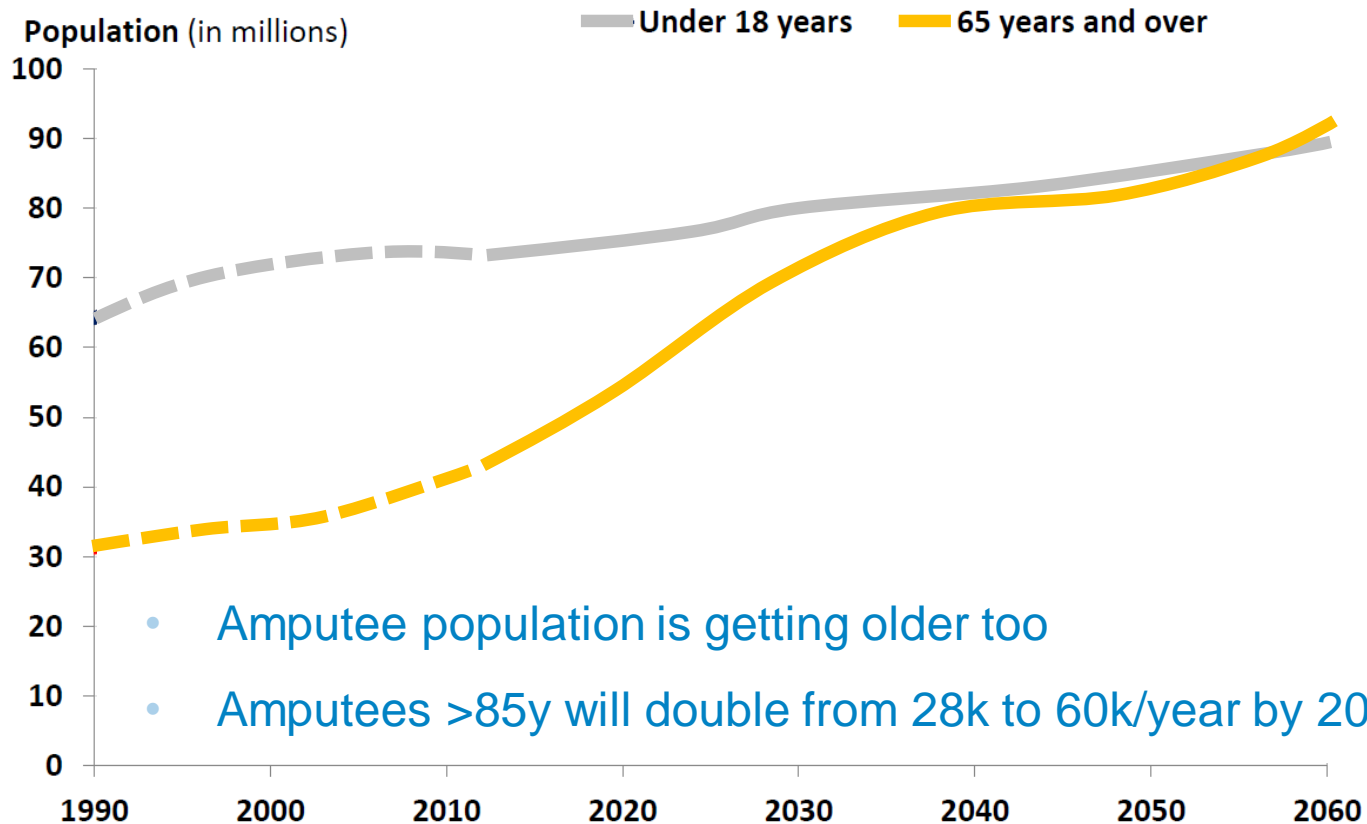 Population (in millions)
Under 18 years
65 years and over
100
90
80
70
60
50
40
30
20
10
0
• Amputee population is getting older too
• Amputees >85y will double from 28k to 60k/year by 20
1990 2000 2010 2020 2030 2040 2050 2060